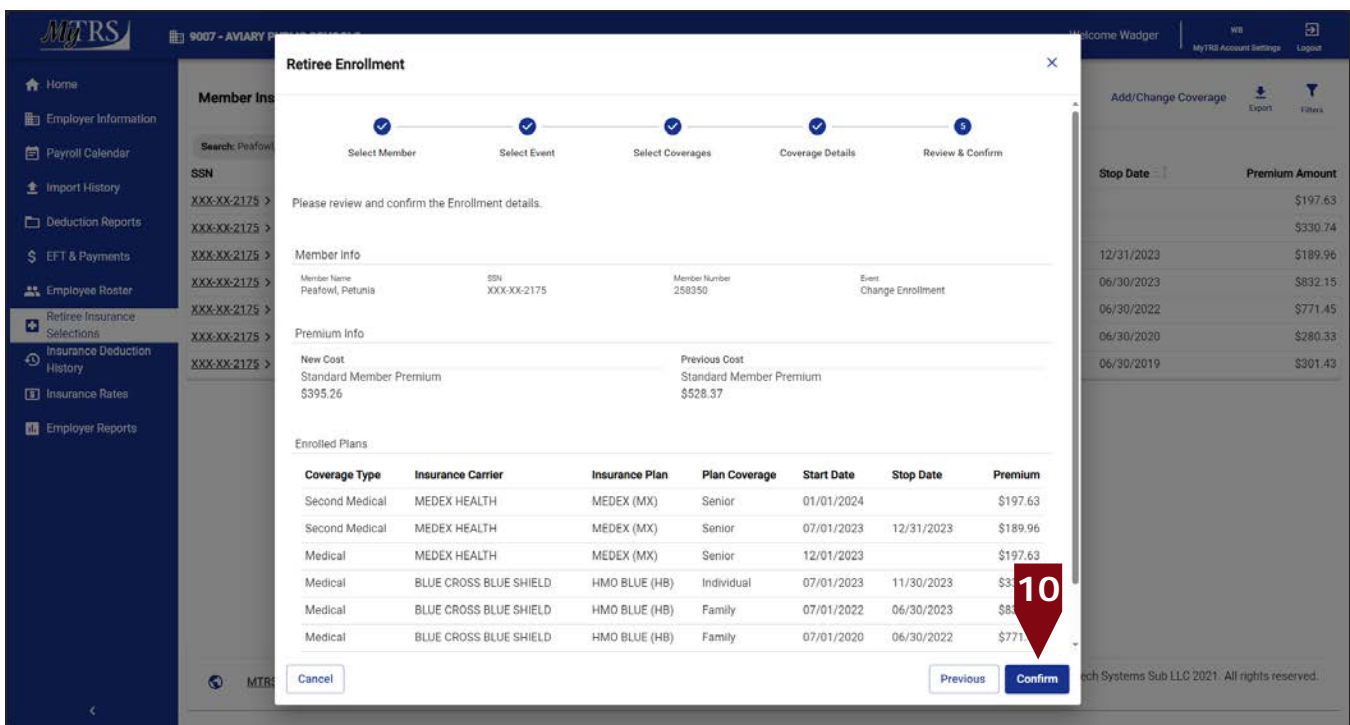 MyTRS
9007 - AVIARY
Welcome Wadger
WB
MyTRS Account Settings
Logout
Home
Employer Information
Payroll Calendar
Import History
Deduction Reports
$ EFT & Payments
Employee Roster
Retiree Insurance
Selections
Insurance Deduction
History
Insurance Rates
Employer Reports
Member Ins
Add/Change Coverage
Export
Filters
Search: Peafowl
SSN
Stop Date
Premium Amount
XXX-XX-2175 >
$197.63
XXX-XX-2175 >
$330.74
XXX-XX-2175 >
12/31/2023
$189.96
XXX-XX-2175 >
06/30/2023
$832.15
XXX-XX-2175 >
06/30/2022
$771.45
XXX-XX-2175 >
06/30/2020
$280.33
XXX-XX-2175 >
06/30/2019
$301.43
Retiree Enrollment
5
Select Member
Select Event
Select Coverages
Coverage Details
Review & Confirm
Please review and confirm the Enrollment details.
Member Info
Member Name
SSN
Member Number
Event
Peafowl, Petunia
XXX-XX-2175
258350
Change Enrollment
Premium Info
New Cost
Previous Cost
Standard Member Premium
Standard Member Premium
$395.26
$528.37
Enrolled Plans
Coverage Type Insurance Carrier Insurance Plan Plan Coverage Start Date Stop Date Premium
Second Medical MEDEX HEALTH MEDEX (MX) Senior 01/01/2024 $197.63
Second Medical MEDEX HEALTH MEDEX (MX) Senior 07/01/2023 12/31/2023 $189.96
Medical MEDEX HEALTH MEDEX (MX) Senior 12/01/2023 $197.63
Medical BLUE CROSS BLUE SHIELD HMO BLUE (HB) Individual 07/01/2023 11/30/2023
Medical BLUE CROSS BLUE SHIELD HMO BLUE (HB) Family 07/01/2022 06/30/2023
Medical BLUE CROSS BLUE SHIELD HMO BLUE (HB) Family 07/01/2020 06/30/2022 $771.
10
Cancel
Previous
Confirm
MTRS
ech Systems Sub LLC 2021. All rights reserved.